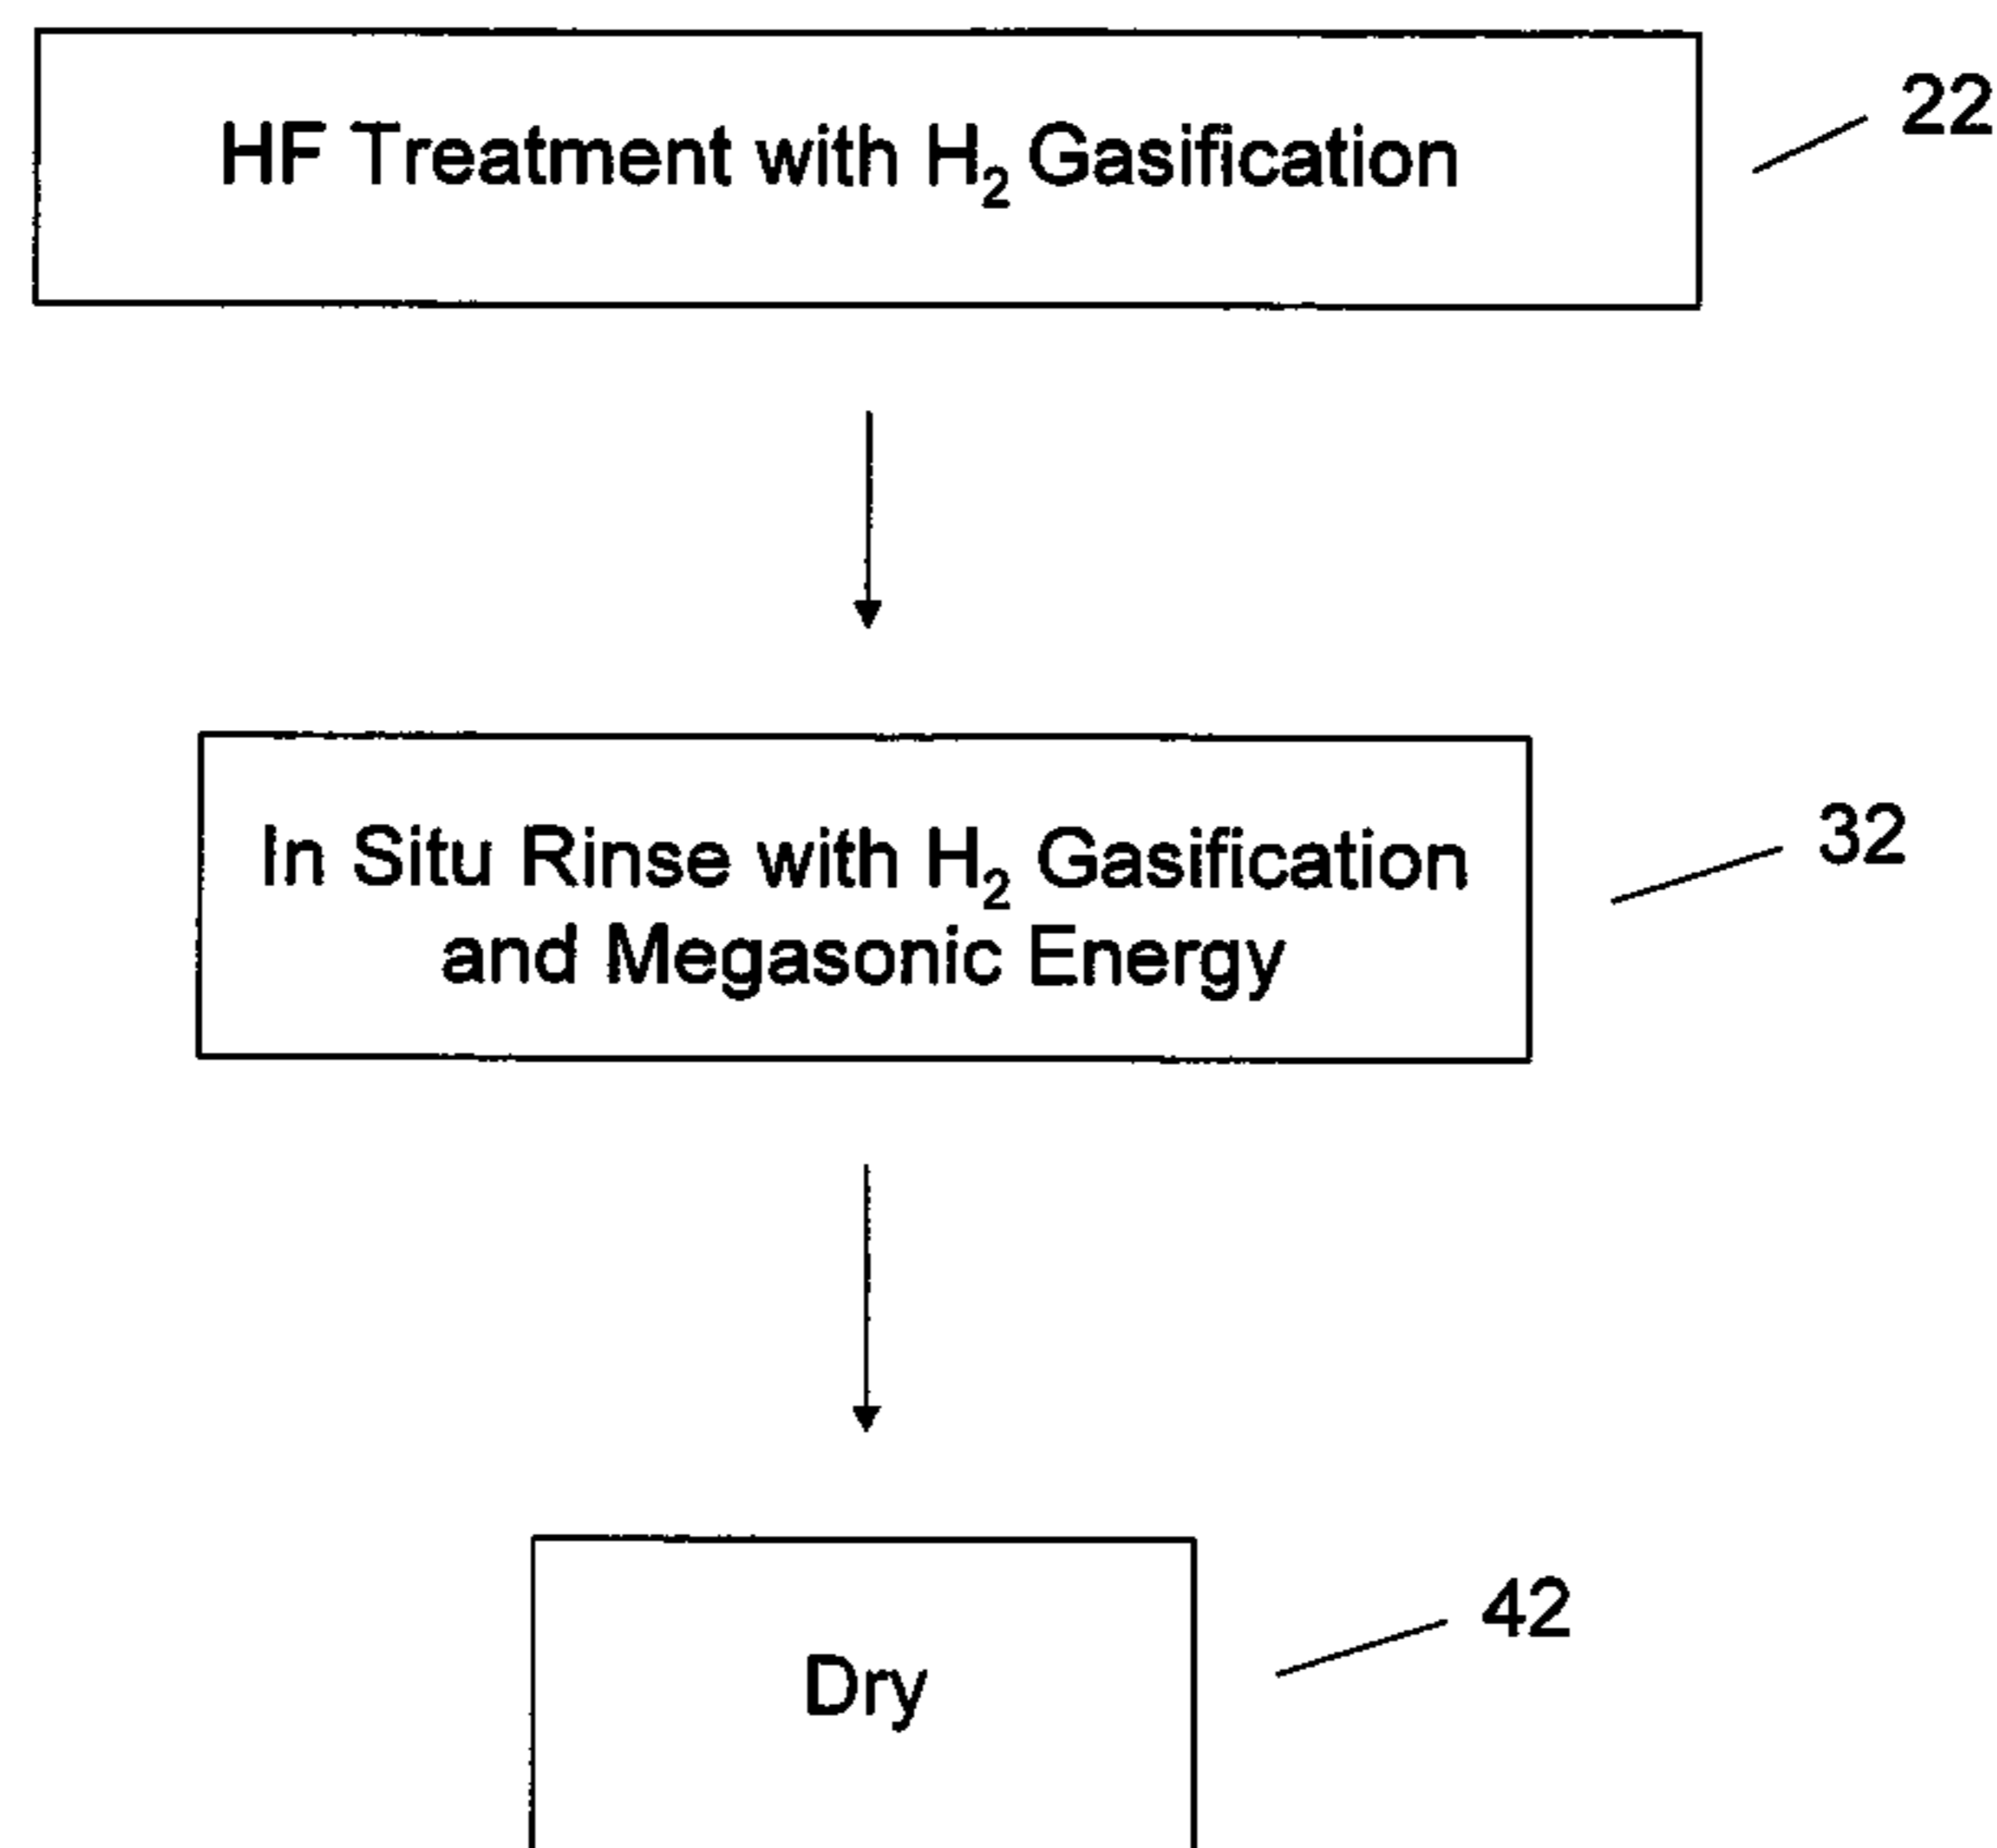 HF Treatment with H₂ Gasification
22
In Situ Rinse with H₂ Gasification
and Megasonic Energy
32
Dry
42